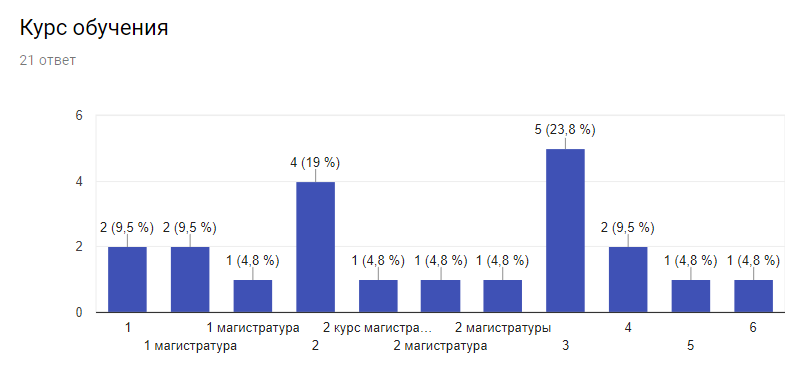 Курс обучения
21 ответ
6
5 (23,8 %)
4 (19 %)
4
2 (9,5 %) 2 (9,5 %) 2 (9,5 %)
1 (4,8 %) 1 (4,8 %) 1 (4,8 %) 1 (4,8 %) 1 (4,8 %) 1 (4,8 %)
2
0
1 1 магистратура 2 курс магистра… 2 магистратуры 4 6
1 магистратура 2 2 магистратура 3 5